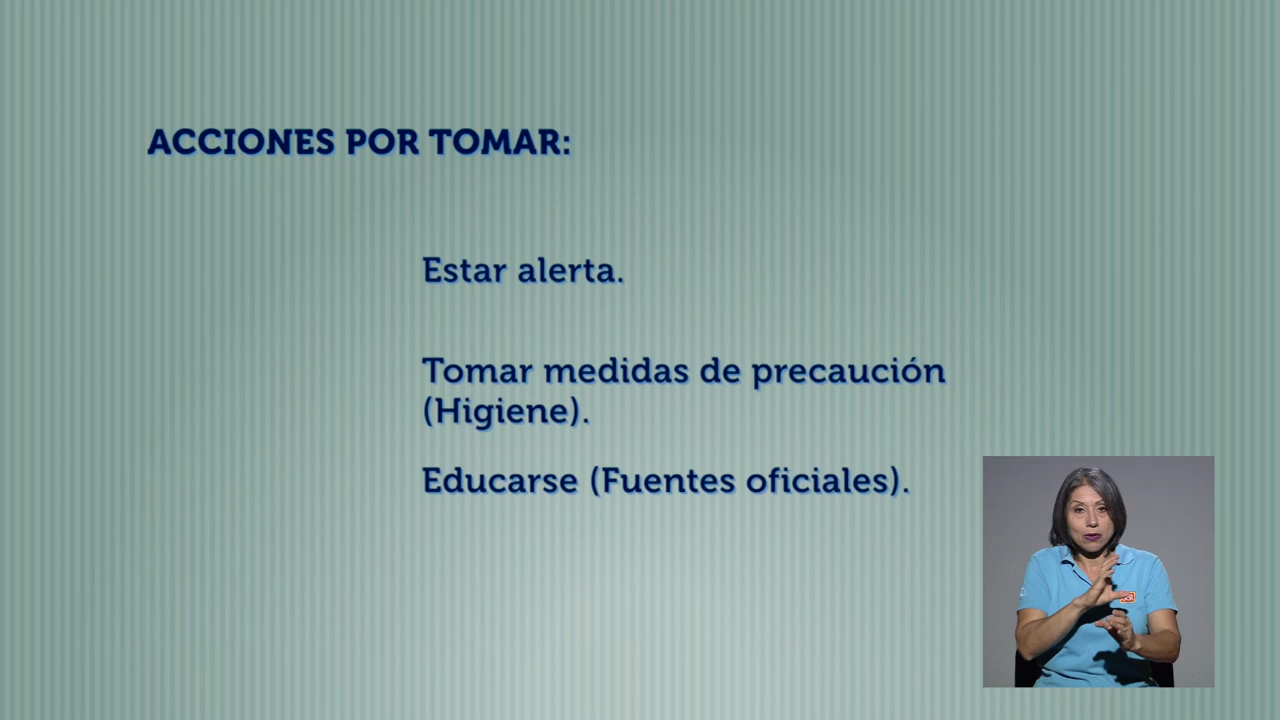 ACCIONES POR TOMAR:
Estar alerta.
Tomar medidas de precaución
(Higiene).
Educarse (Fuentes oficiales).